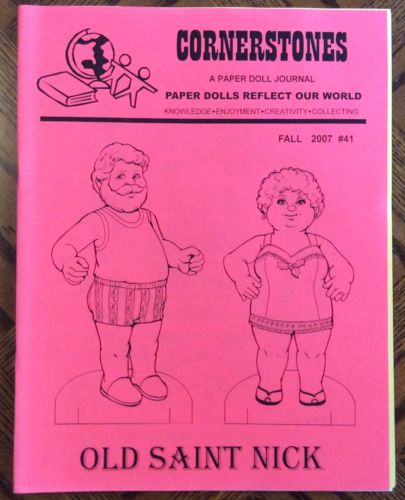 CORNERSTONES
A PAPER DOLL JOURNAL
PAPER DOLLS REFLECT OUR WORLD
KNOWLEDGE•ENJOYMENT•CREATIVITY•COLLECTING
FALL 2007 #41
OLD SAINT NICK